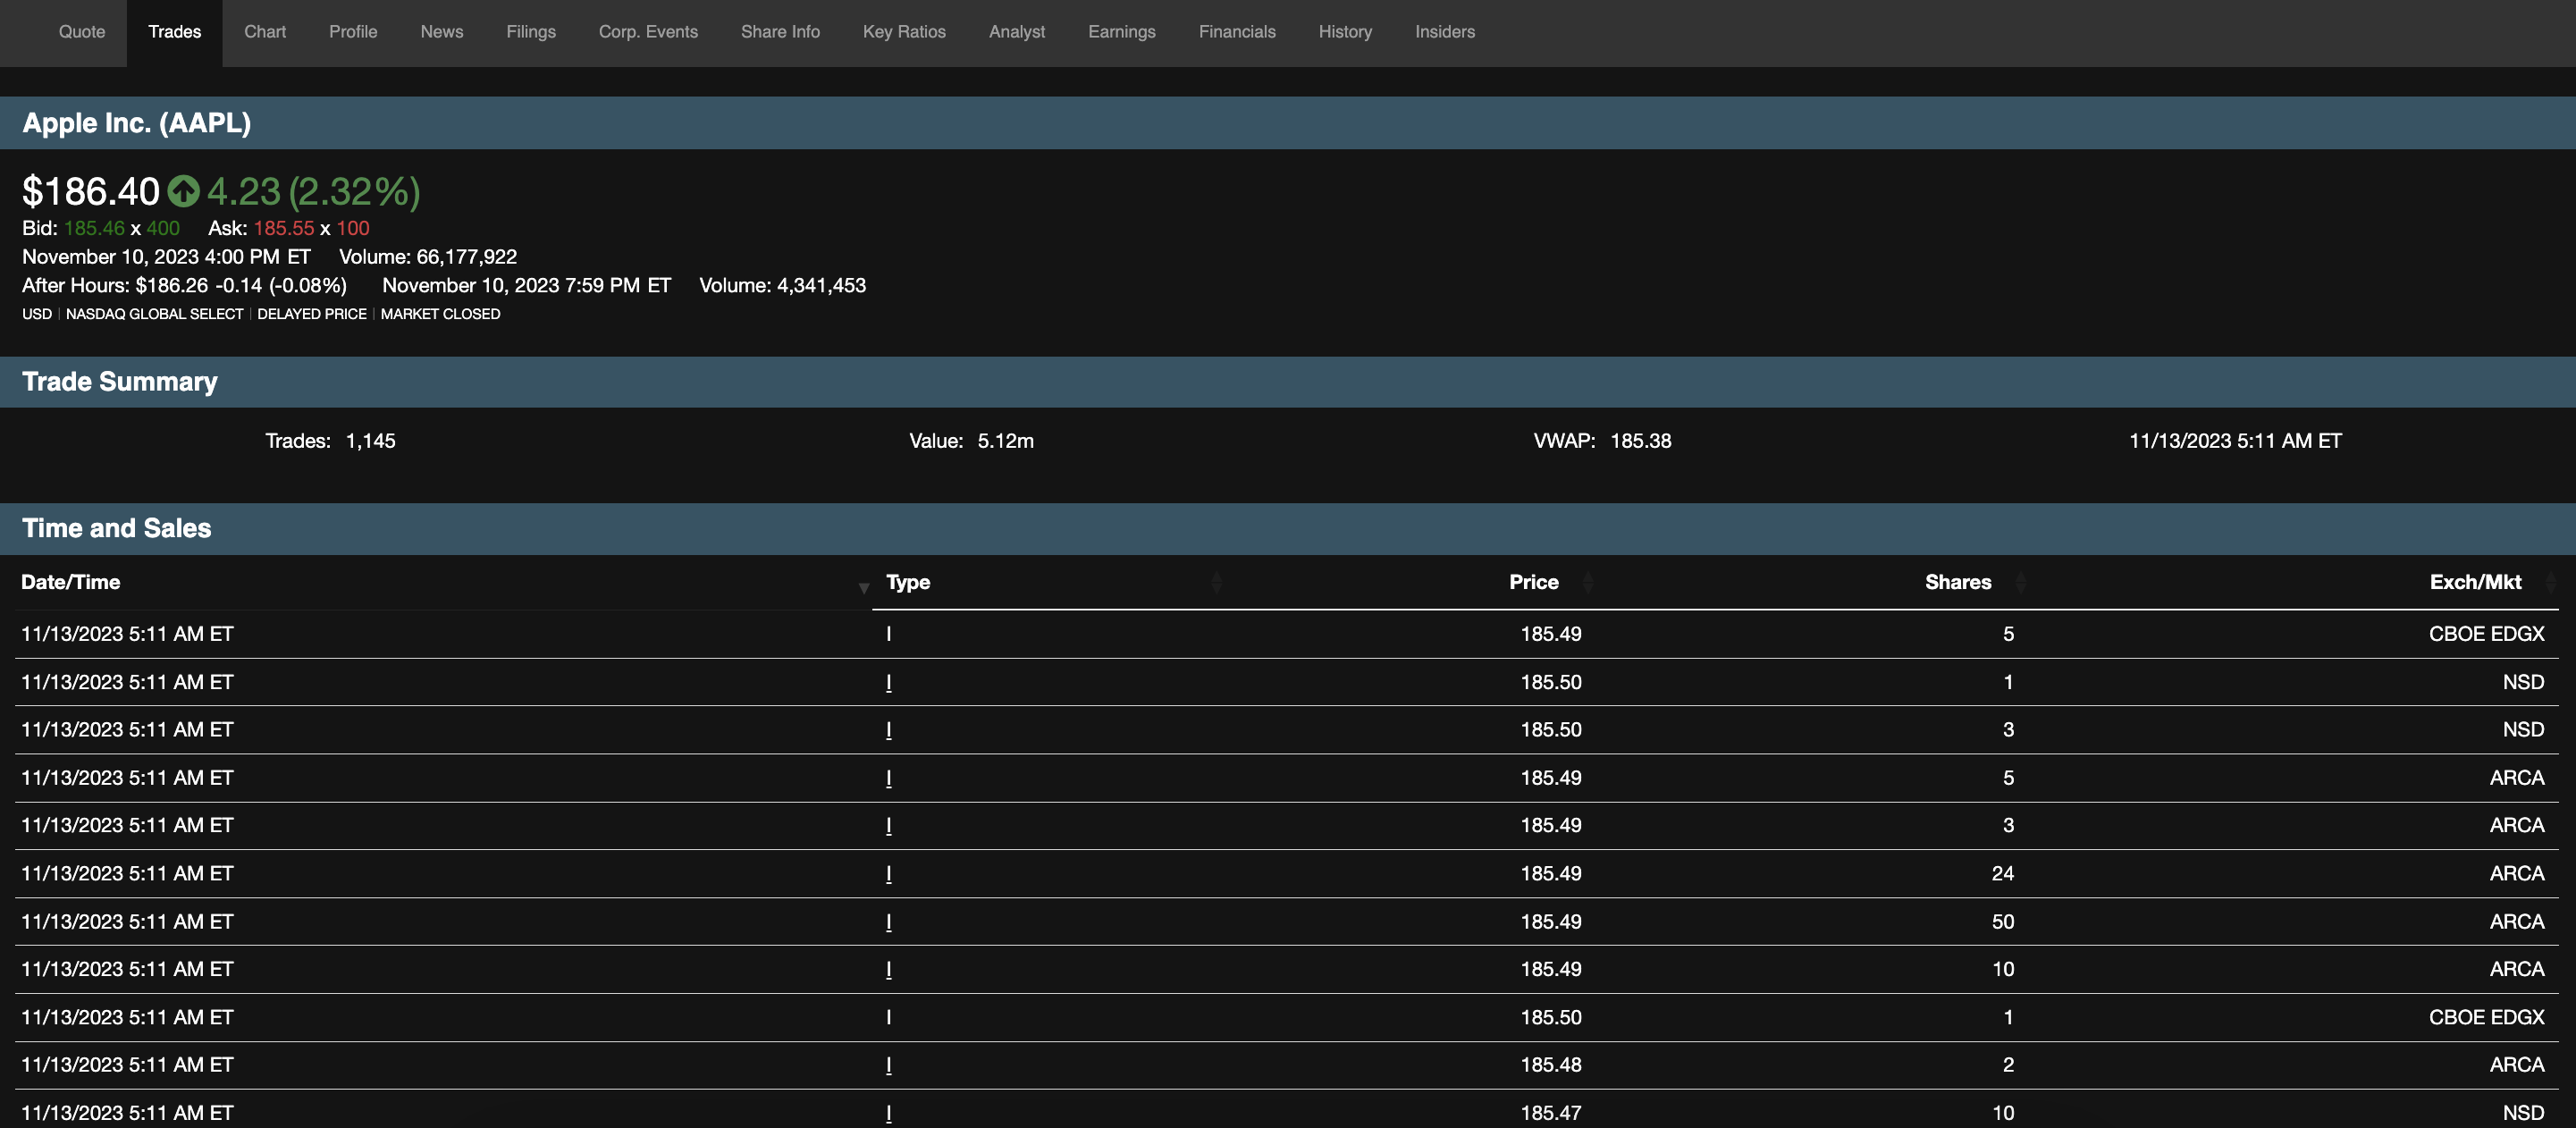 Quote Trades Chart Profile News Filings Corp. Events Share Info Key Ratios Analyst Earnings Financials History Insiders
Apple Inc. (AAPL)
$186.40 4.23 (2.32%)
Bid: 185.46 x 400 Ask: 185.55 x 100
November 10, 2023 4:00 PM ET Volume: 66,177,922
After Hours: $186.26 -0.14 (-0.08%) November 10, 2023 7:59 PM ET Volume: 4,341,453
USD | NASDAQ GLOBAL SELECT | DELAYED PRICE | MARKET CLOSED
Trade Summary
Trades: 1,145 Value: 5.12m VWAP: 185.38 11/13/2023 5:11 AM ET
Time and Sales
Date/Time Type Price Shares Exch/Mkt
11/13/2023 5:11 AM ET I 185.49 5 CBOE EDGX
11/13/2023 5:11 AM ET I 185.50 1 NSD
11/13/2023 5:11 AM ET I 185.50 3 NSD
11/13/2023 5:11 AM ET I 185.49 5 ARCA
11/13/2023 5:11 AM ET I 185.49 3 ARCA
11/13/2023 5:11 AM ET I 185.49 24 ARCA
11/13/2023 5:11 AM ET I 185.49 50 ARCA
11/13/2023 5:11 AM ET I 185.49 10 ARCA
11/13/2023 5:11 AM ET I 185.50 1 CBOE EDGX
11/13/2023 5:11 AM ET I 185.48 2 ARCA
11/13/2023 5:11 AM ET I 185.47 10 NSD